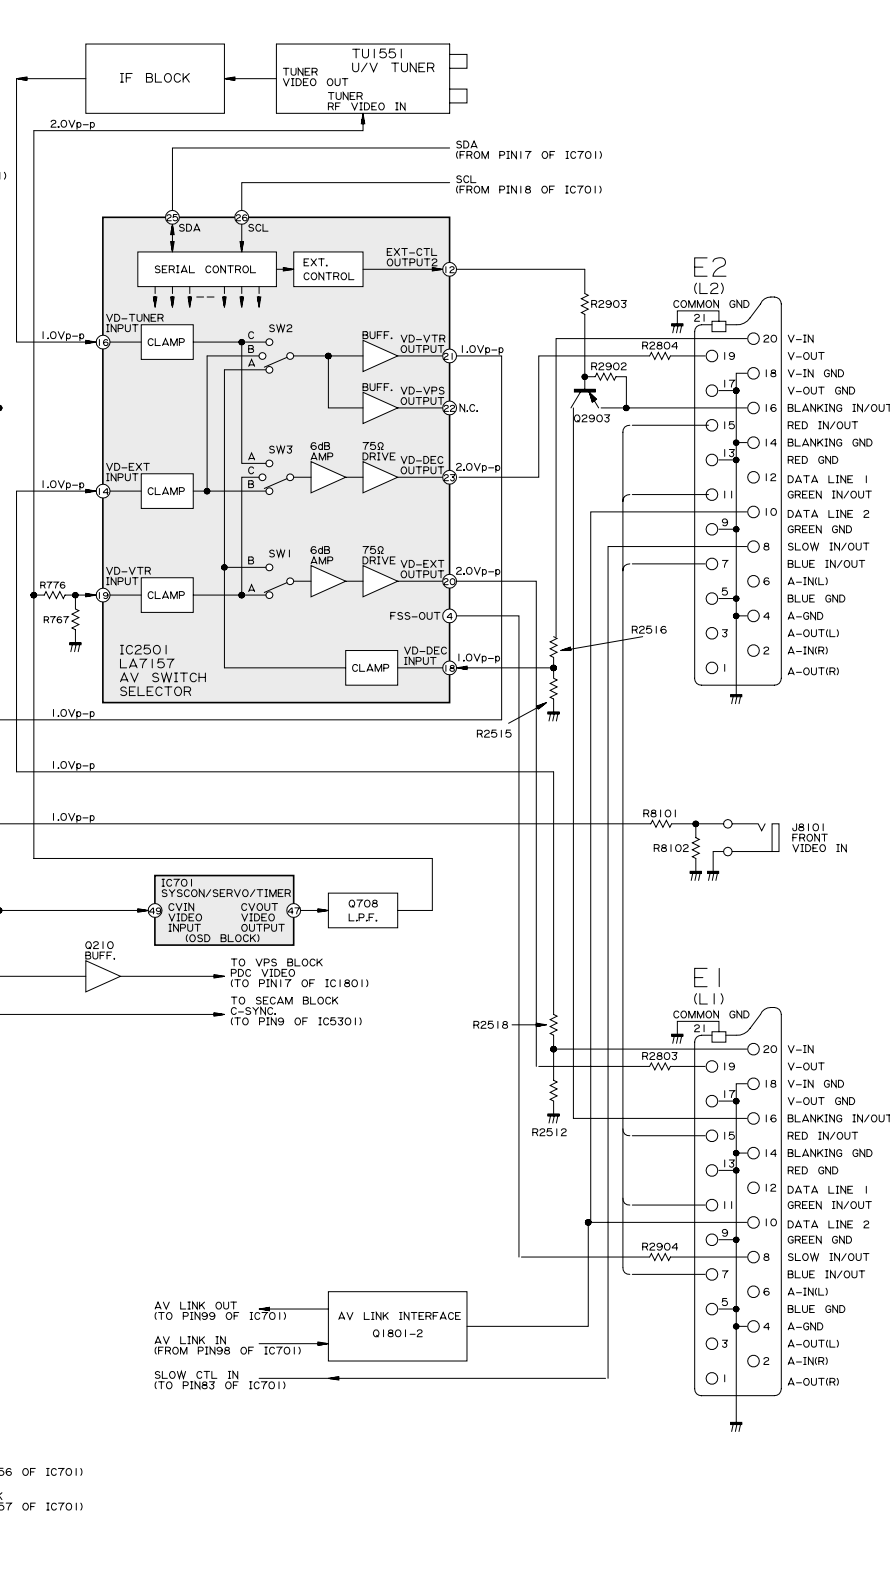 IF BLOCK
TU1551
U/V TUNER
TUNER
VIDEO OUT
TUNER
RF VIDEO IN
2.0Vp-p
SDA
(FROM PIN17 OF IC701)
SCL
(FROM PIN18 OF IC701)
1)
25
SDA
26
SCL
SERIAL CONTROL
EXT.
CONTROL
EXT-CTL
OUTPUT2
12
R2903
VD-TUNER
INPUT
1.0Vp-p
16
CLAMP
SW2
C
B
A
BUFF.
VD-VTR
OUTPUT
21
1.0Vp-p
BUFF.
VD-VPS
OUTPUT
22
N.C.
R2902
Q2903
R2804
VD-EXT
INPUT
1.0Vp-p
14
CLAMP
SW3
A
C
B
6dB
AMP
75Ω
DRIVE
VD-DEC
OUTPUT
23
2.0Vp-p
R776
R767
VD-VTR
INPUT
19
CLAMP
SW1
B
A
6dB
AMP
75Ω
DRIVE
VD-EXT
OUTPUT
20
2.0Vp-p
FSS-OUT
4
IC2501
LA7157
AV SWITCH
SELECTOR
CLAMP
VD-DEC
INPUT
18
1.0Vp-p
R2516
R2515
1.0Vp-p
1.0Vp-p
1.0Vp-p
E2
(L2)
COMMON GND
21
20 V-IN
19 V-OUT
18 V-IN GND
17 V-OUT GND
16 BLANKING IN/OUT
15 RED IN/OUT
14 BLANKING GND
13 RED GND
12 DATA LINE 1
11 GREEN IN/OUT
10 DATA LINE 2
9 GREEN GND
8 SLOW IN/OUT
7 BLUE IN/OUT
6 A-IN(L)
5 BLUE GND
4 A-GND
3 A-OUT(L)
2 A-IN(R)
1 A-OUT(R)
R8101
R8102
J8101
FRONT
VIDEO IN
IC701
SYSCON/SERVO/TIMER
49
CVIN
VIDEO
INPUT
CVOUT
VIDEO
OUTPUT
47
(OSD BLOCK)
Q708
L.P.F.
Q210
BUFF.
TO VPS BLOCK
PDC VIDEO
(TO PIN17 OF IC1801)
TO SECAM BLOCK
C-SYNC.
(TO PIN9 OF IC5301)
R2518
R2512
R2803
R2904
E1
(L1)
COMMON GND
21
20 V-IN
19 V-OUT
18 V-IN GND
17 V-OUT GND
16 BLANKING IN/OUT
15 RED IN/OUT
14 BLANKING GND
13 RED GND
12 DATA LINE 1
11 GREEN IN/OUT
10 DATA LINE 2
9 GREEN GND
8 SLOW IN/OUT
7 BLUE IN/OUT
6 A-IN(L)
5 BLUE GND
4 A-GND
3 A-OUT(L)
2 A-IN(R)
1 A-OUT(R)
AV LINK OUT
(TO PIN99 OF IC701)
AV LINK IN
(FROM PIN98 OF IC701)
AV LINK INTERFACE
Q1801-2
SLOW CTL IN
(TO PIN83 OF IC701)
56 OF IC701)
K
57 OF IC701)